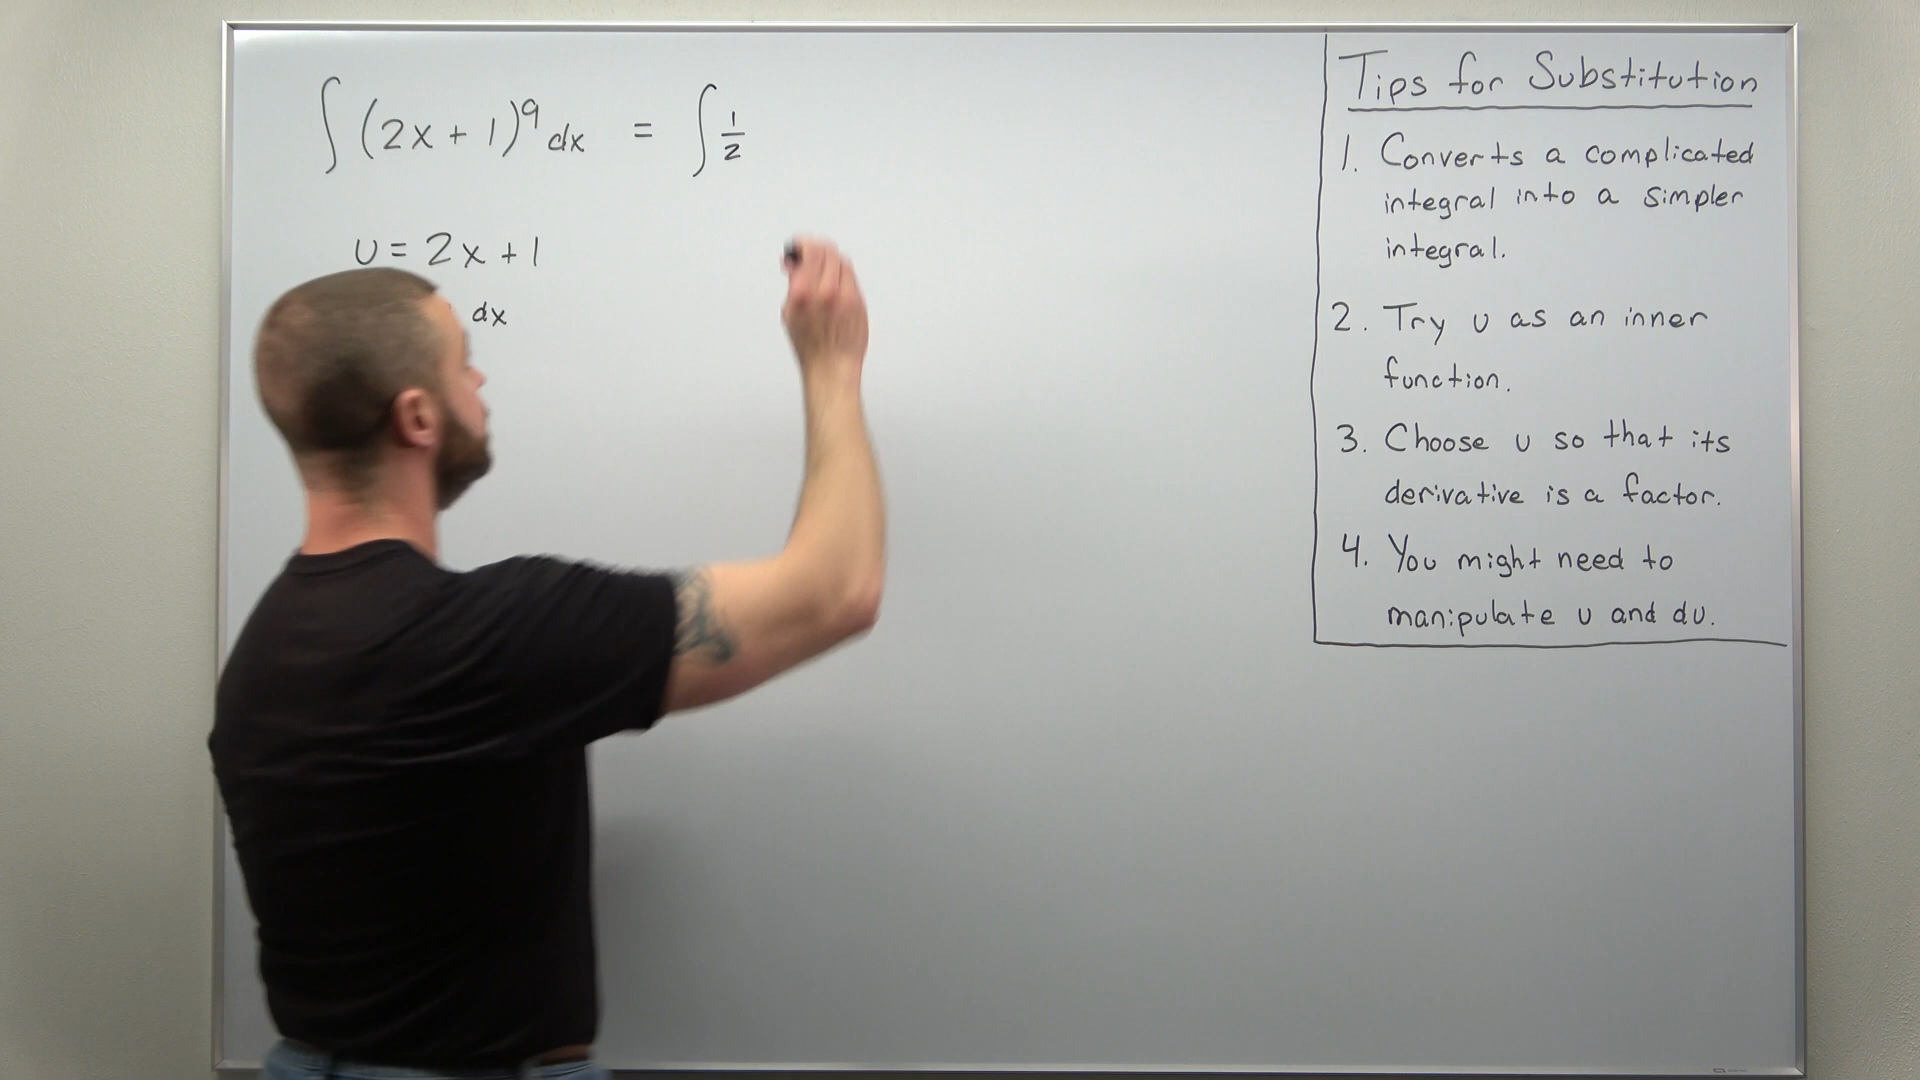 ∫ (2x + 1)⁹ dx = ∫ 1/2
u = 2x + 1
dx
Tips for Substitution
1. Converts a complicated
integral into a simpler
integral.
2. Try u as an inner
function.
3. Choose u so that its
derivative is a factor.
4. You might need to
manipulate u and du.